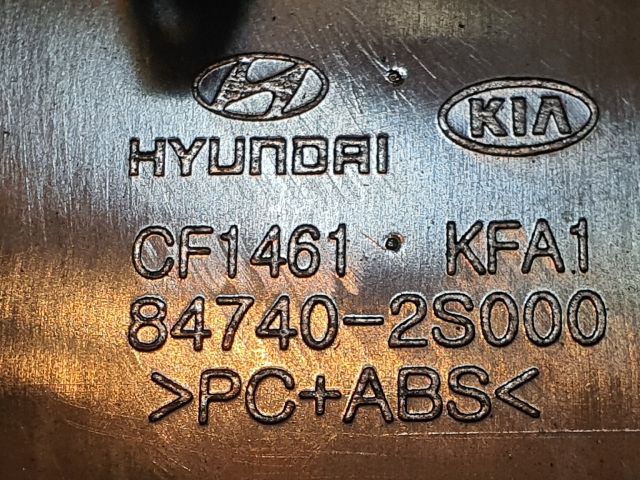 HYUNDAI KIA
CF1461 KFA1
84740-2S000
>PC+ABS<